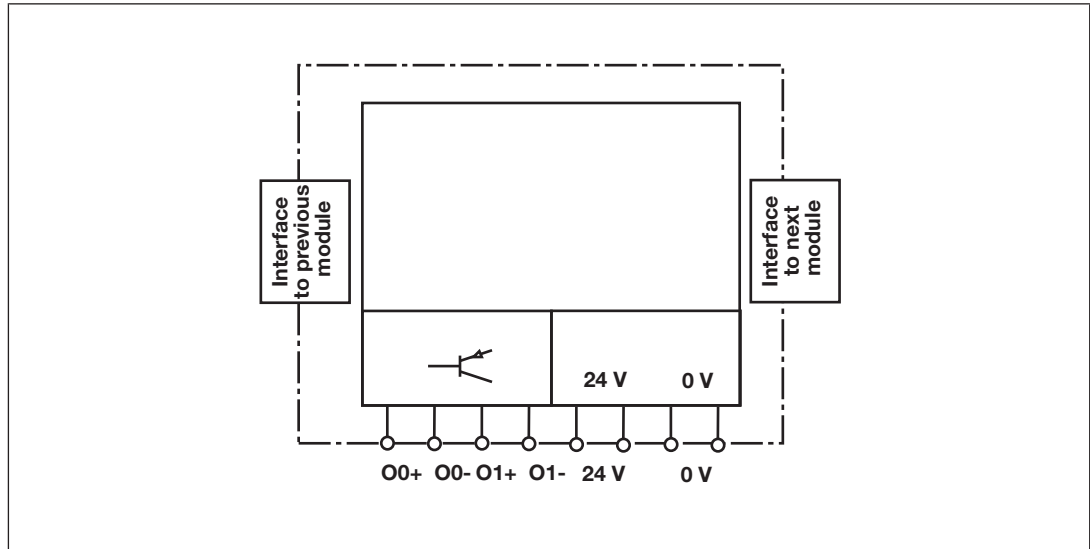 Interface
to previous
module
Interface
to next
module
24 V 0 V
O0+ O0- O1+ O1- 24 V 0 V